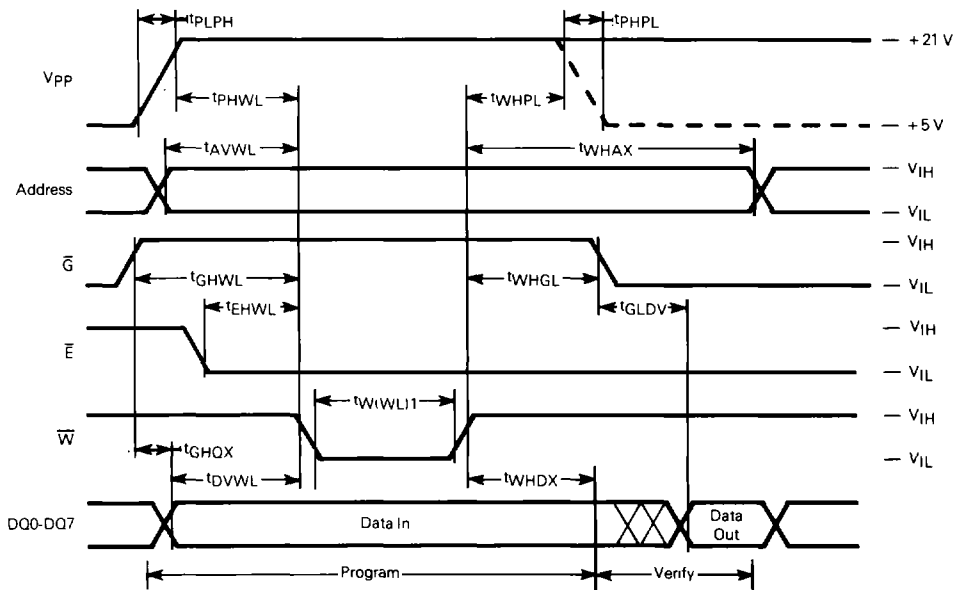 tPLPH tPHPL
+21 V
VPP
tPHWL tWHPL
+5 V
tAVWL tWHAX
VIH
Address
VIL
VIH
G̅
tGHWL tWHGL
VIL
tEHWL tGLDV
VIH
E̅
VIL
tW(WL)1
VIH
W̅
tGHQX
VIL
tDVWL tWHDX
DQ0-DQ7 Data In Data
Out
Program Verify